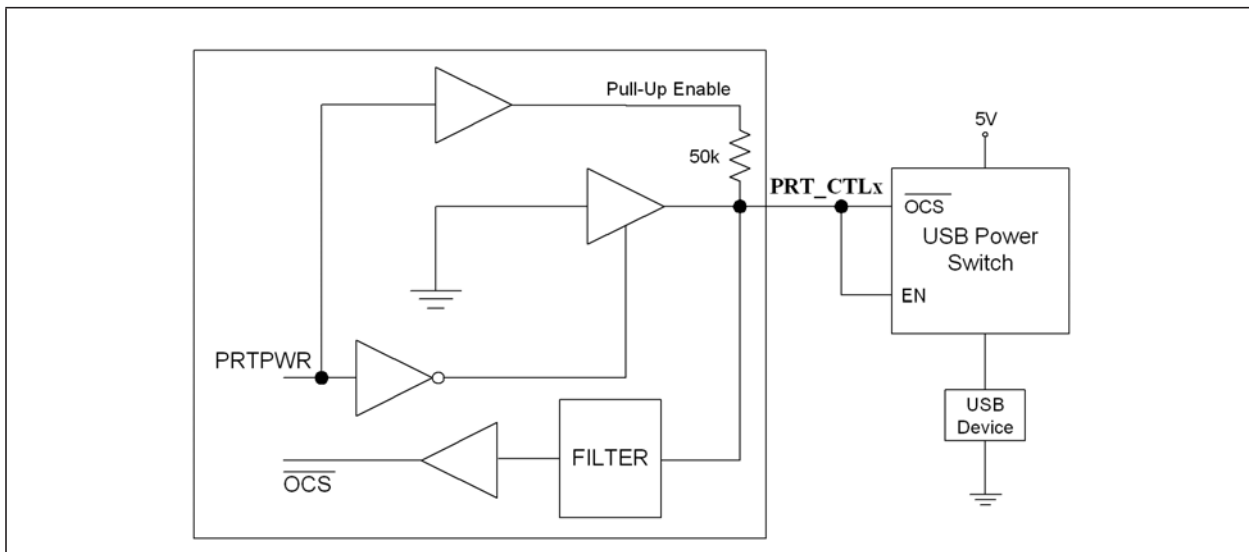 Pull-Up Enable
5V
50k
PRT_CTLx
OCS
USB Power
Switch
EN
PRTPWR
USB
Device
FILTER
OCS